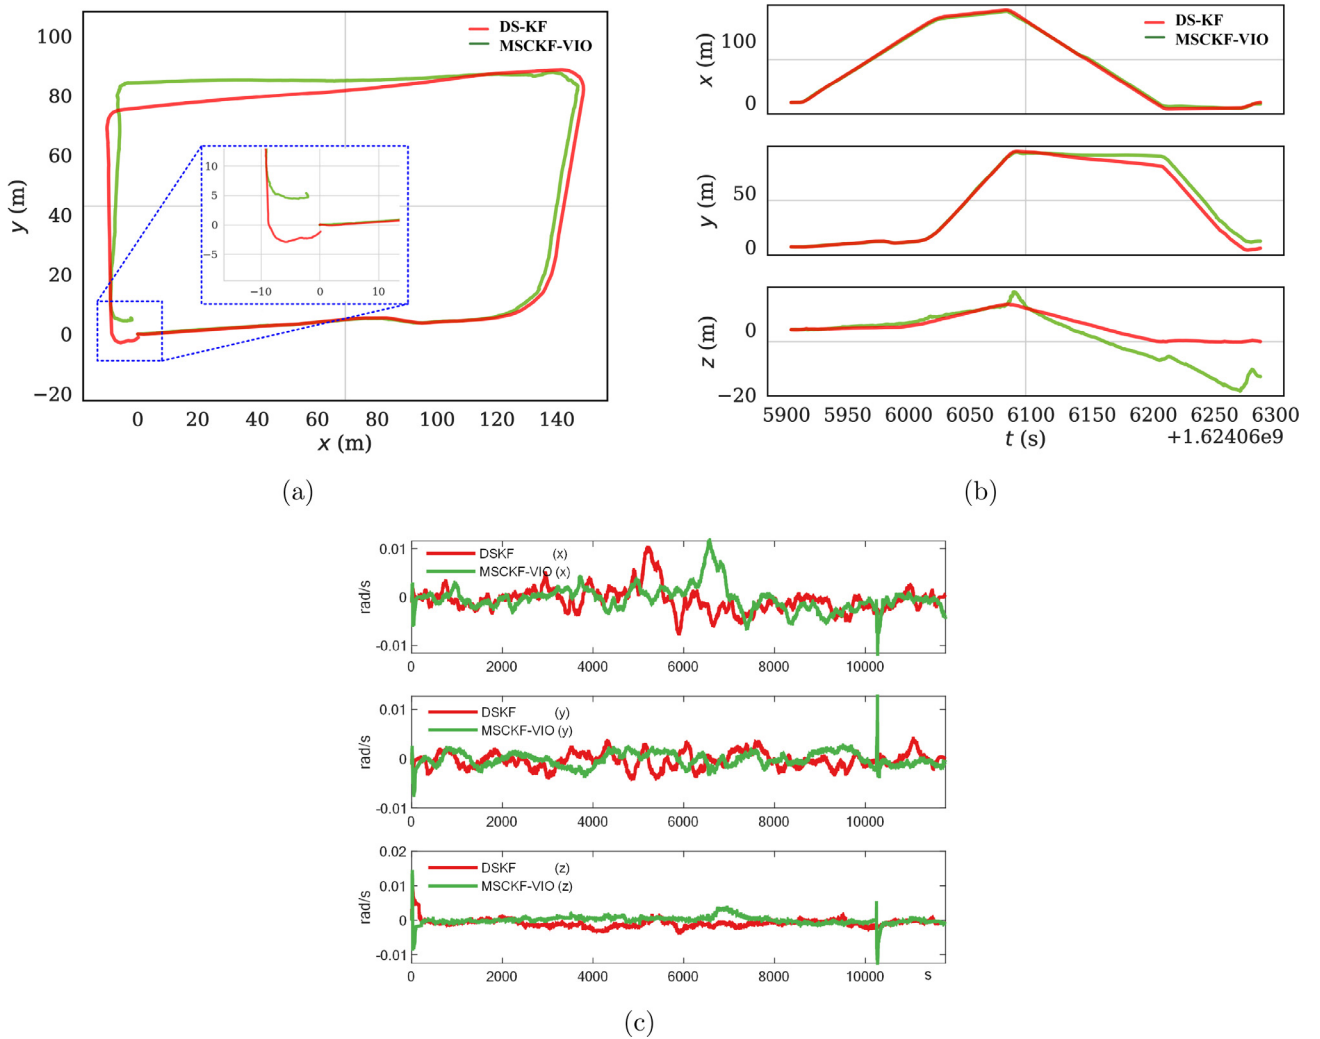 DS-KF
MSCKF-VIO
100
80
60
40
20
0
−20
y (m)
10
5
0
−5
−10 0 10
0 20 40 60 80 100 120 140
x (m)
(a)
DS-KF
MSCKF-VIO
100
0
x (m)
50
0
y (m)
0
−20
z (m)
5900 5950 6000 6050 6100 6150 6200 6250 6300
t (s)
+1.62406e9
(b)
DSKF (x)
MSCKF-VIO (x)
0.01
0
-0.01
rad/s
0 2000 4000 6000 8000 10000
DSKF (y)
MSCKF-VIO (y)
0.01
0
-0.01
rad/s
0 2000 4000 6000 8000 10000
DSKF (z)
MSCKF-VIO (z)
0.02
0.01
0
-0.01
rad/s
0 2000 4000 6000 8000 10000 s
(c)